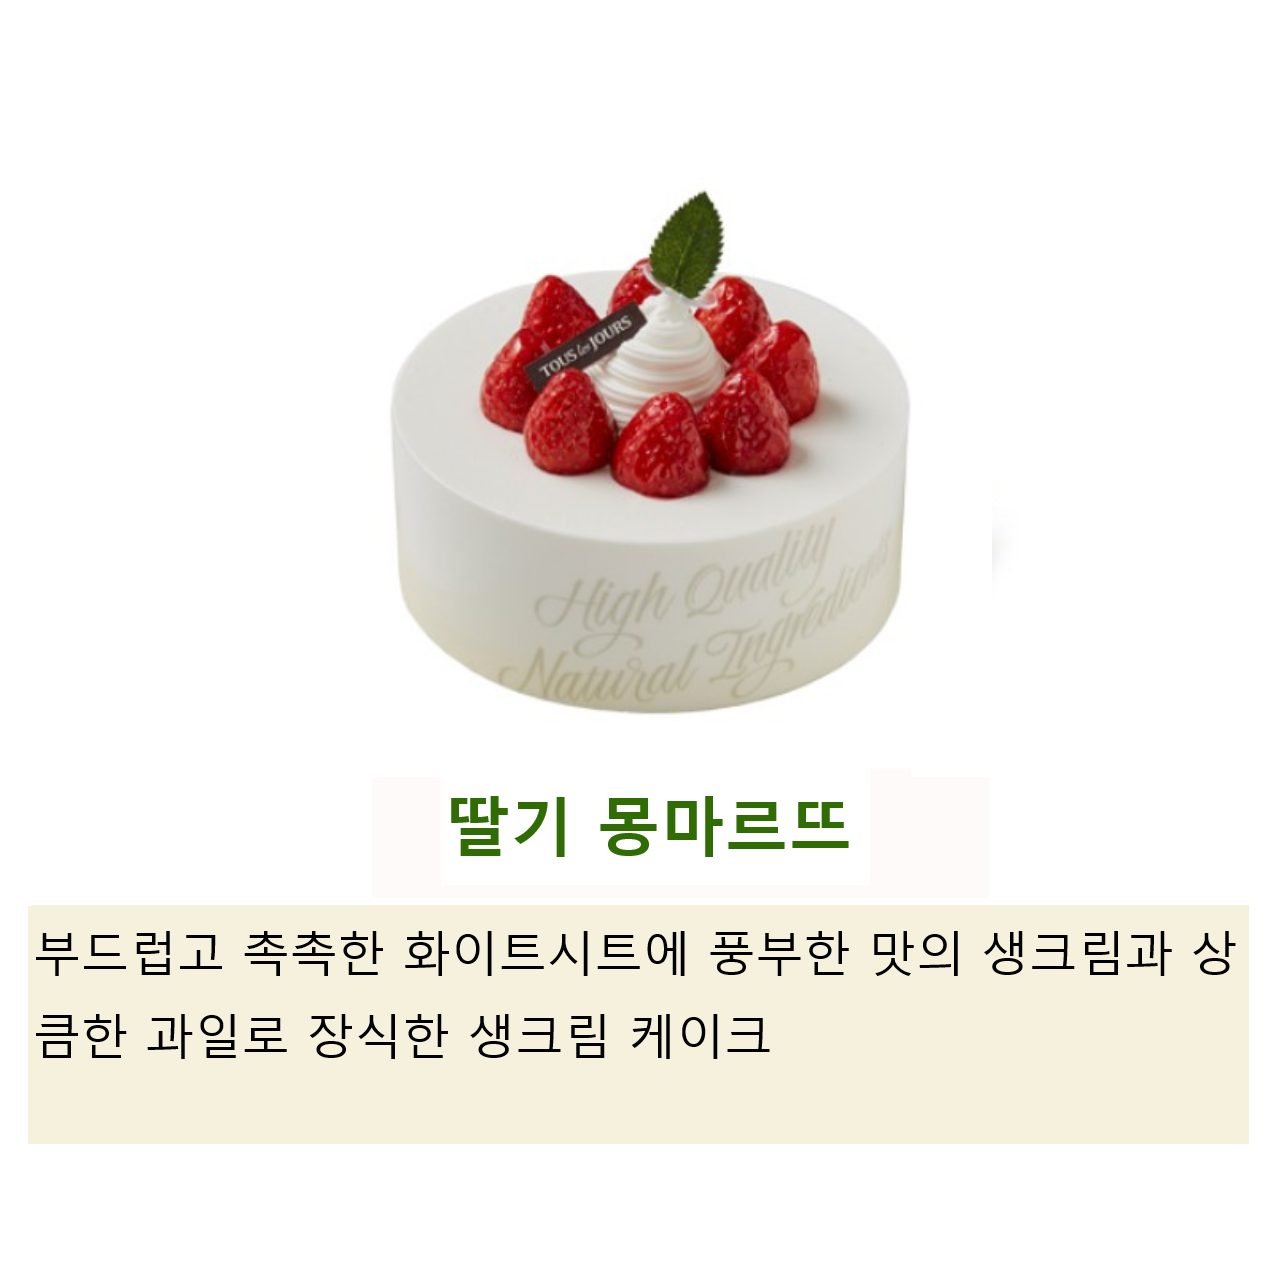 TOUS les JOURS
High Quality
Natural Ingrédients
딸기 몽마르뜨
부드럽고 촉촉한 화이트시트에 풍부한 맛의 생크림과 상
큼한 과일로 장식한 생크림 케이크